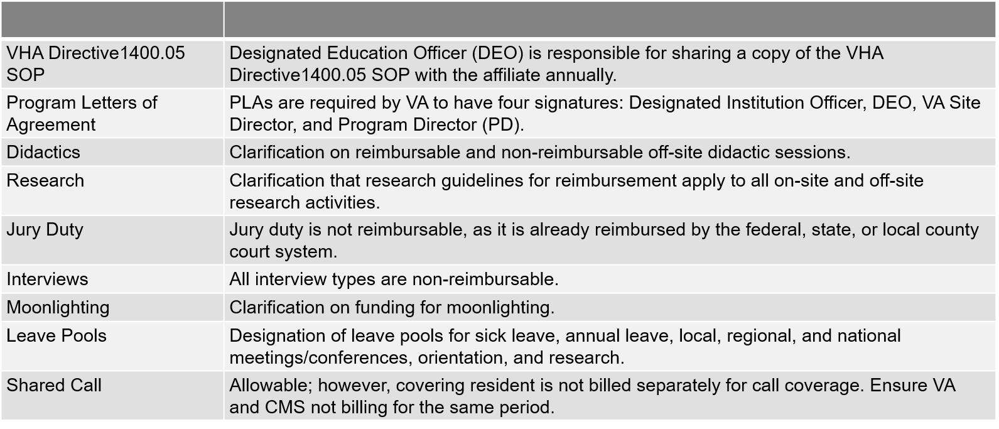 VHA Directive1400.05
SOP
Designated Education Officer (DEO) is responsible for sharing a copy of the VHA
Directive1400.05 SOP with the affiliate annually.
Program Letters of
Agreement
PLAs are required by VA to have four signatures: Designated Institution Officer, DEO, VA Site
Director, and Program Director (PD).
Didactics
Clarification on reimbursable and non-reimbursable off-site didactic sessions.
Research
Clarification that research guidelines for reimbursement apply to all on-site and off-site
research activities.
Jury Duty
Jury duty is not reimbursable, as it is already reimbursed by the federal, state, or local county
court system.
Interviews
All interview types are non-reimbursable.
Moonlighting
Clarification on funding for moonlighting.
Leave Pools
Designation of leave pools for sick leave, annual leave, local, regional, and national
meetings/conferences, orientation, and research.
Shared Call
Allowable; however, covering resident is not billed separately for call coverage. Ensure VA
and CMS not billing for the same period.